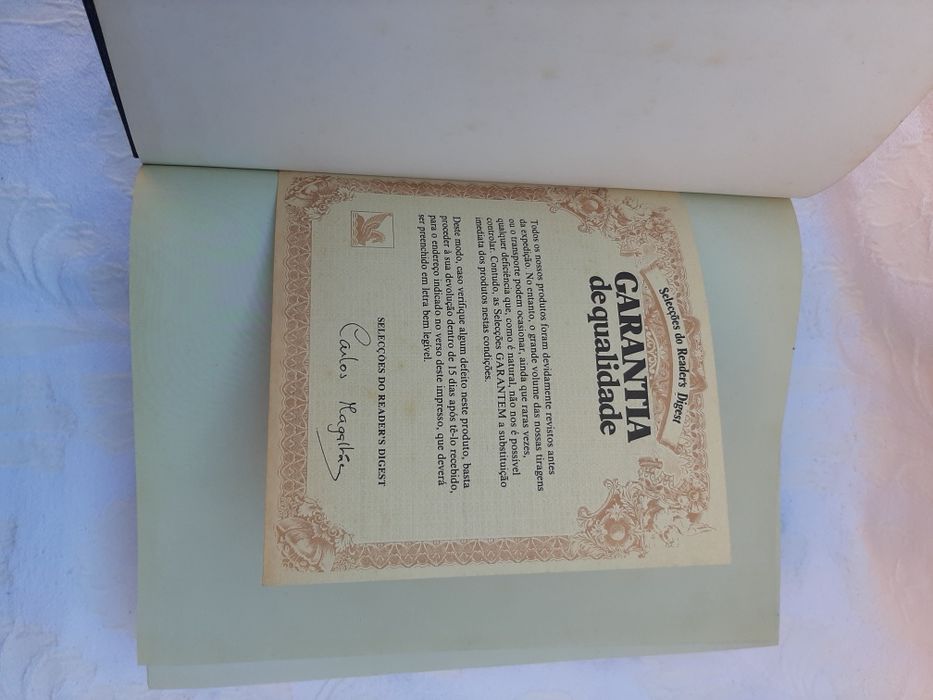 Selecções do Reader's Digest
GARANTIA
de qualidade
Todos os nossos produtos foram devidamente revistos antes
da expedição. No entanto, o grande volume das nossas tiragens
ou o transporte podem ocasionar, ainda que raras vezes,
qualquer deficiência que, como é natural, não nos é possível
controlar. Contudo, as Selecções GARANTEM a substituição
imediata dos produtos nestas condições.
Deste modo, caso verifique algum defeito neste produto, basta
proceder à sua devolução dentro de 15 dias após tê-lo recebido,
para o endereço indicado no verso deste impresso, que deverá
ser preenchido em letra bem legível.
SELECÇÕES DO READER'S DIGEST
Carlos Magalhães